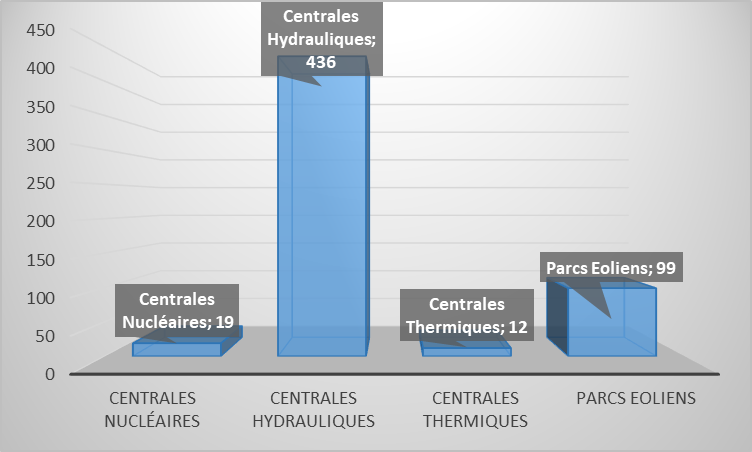 450
400
350
300
250
200
150
100
50
0
Centrales
Hydrauliques;
436
Centrales
Nucléaires; 19
Centrales
Thermiques; 12
Parcs Eoliens; 99
CENTRALES
NUCLÉAIRES
CENTRALES
HYDRAULIQUES
CENTRALES
THERMIQUES
PARCS EOLIENS